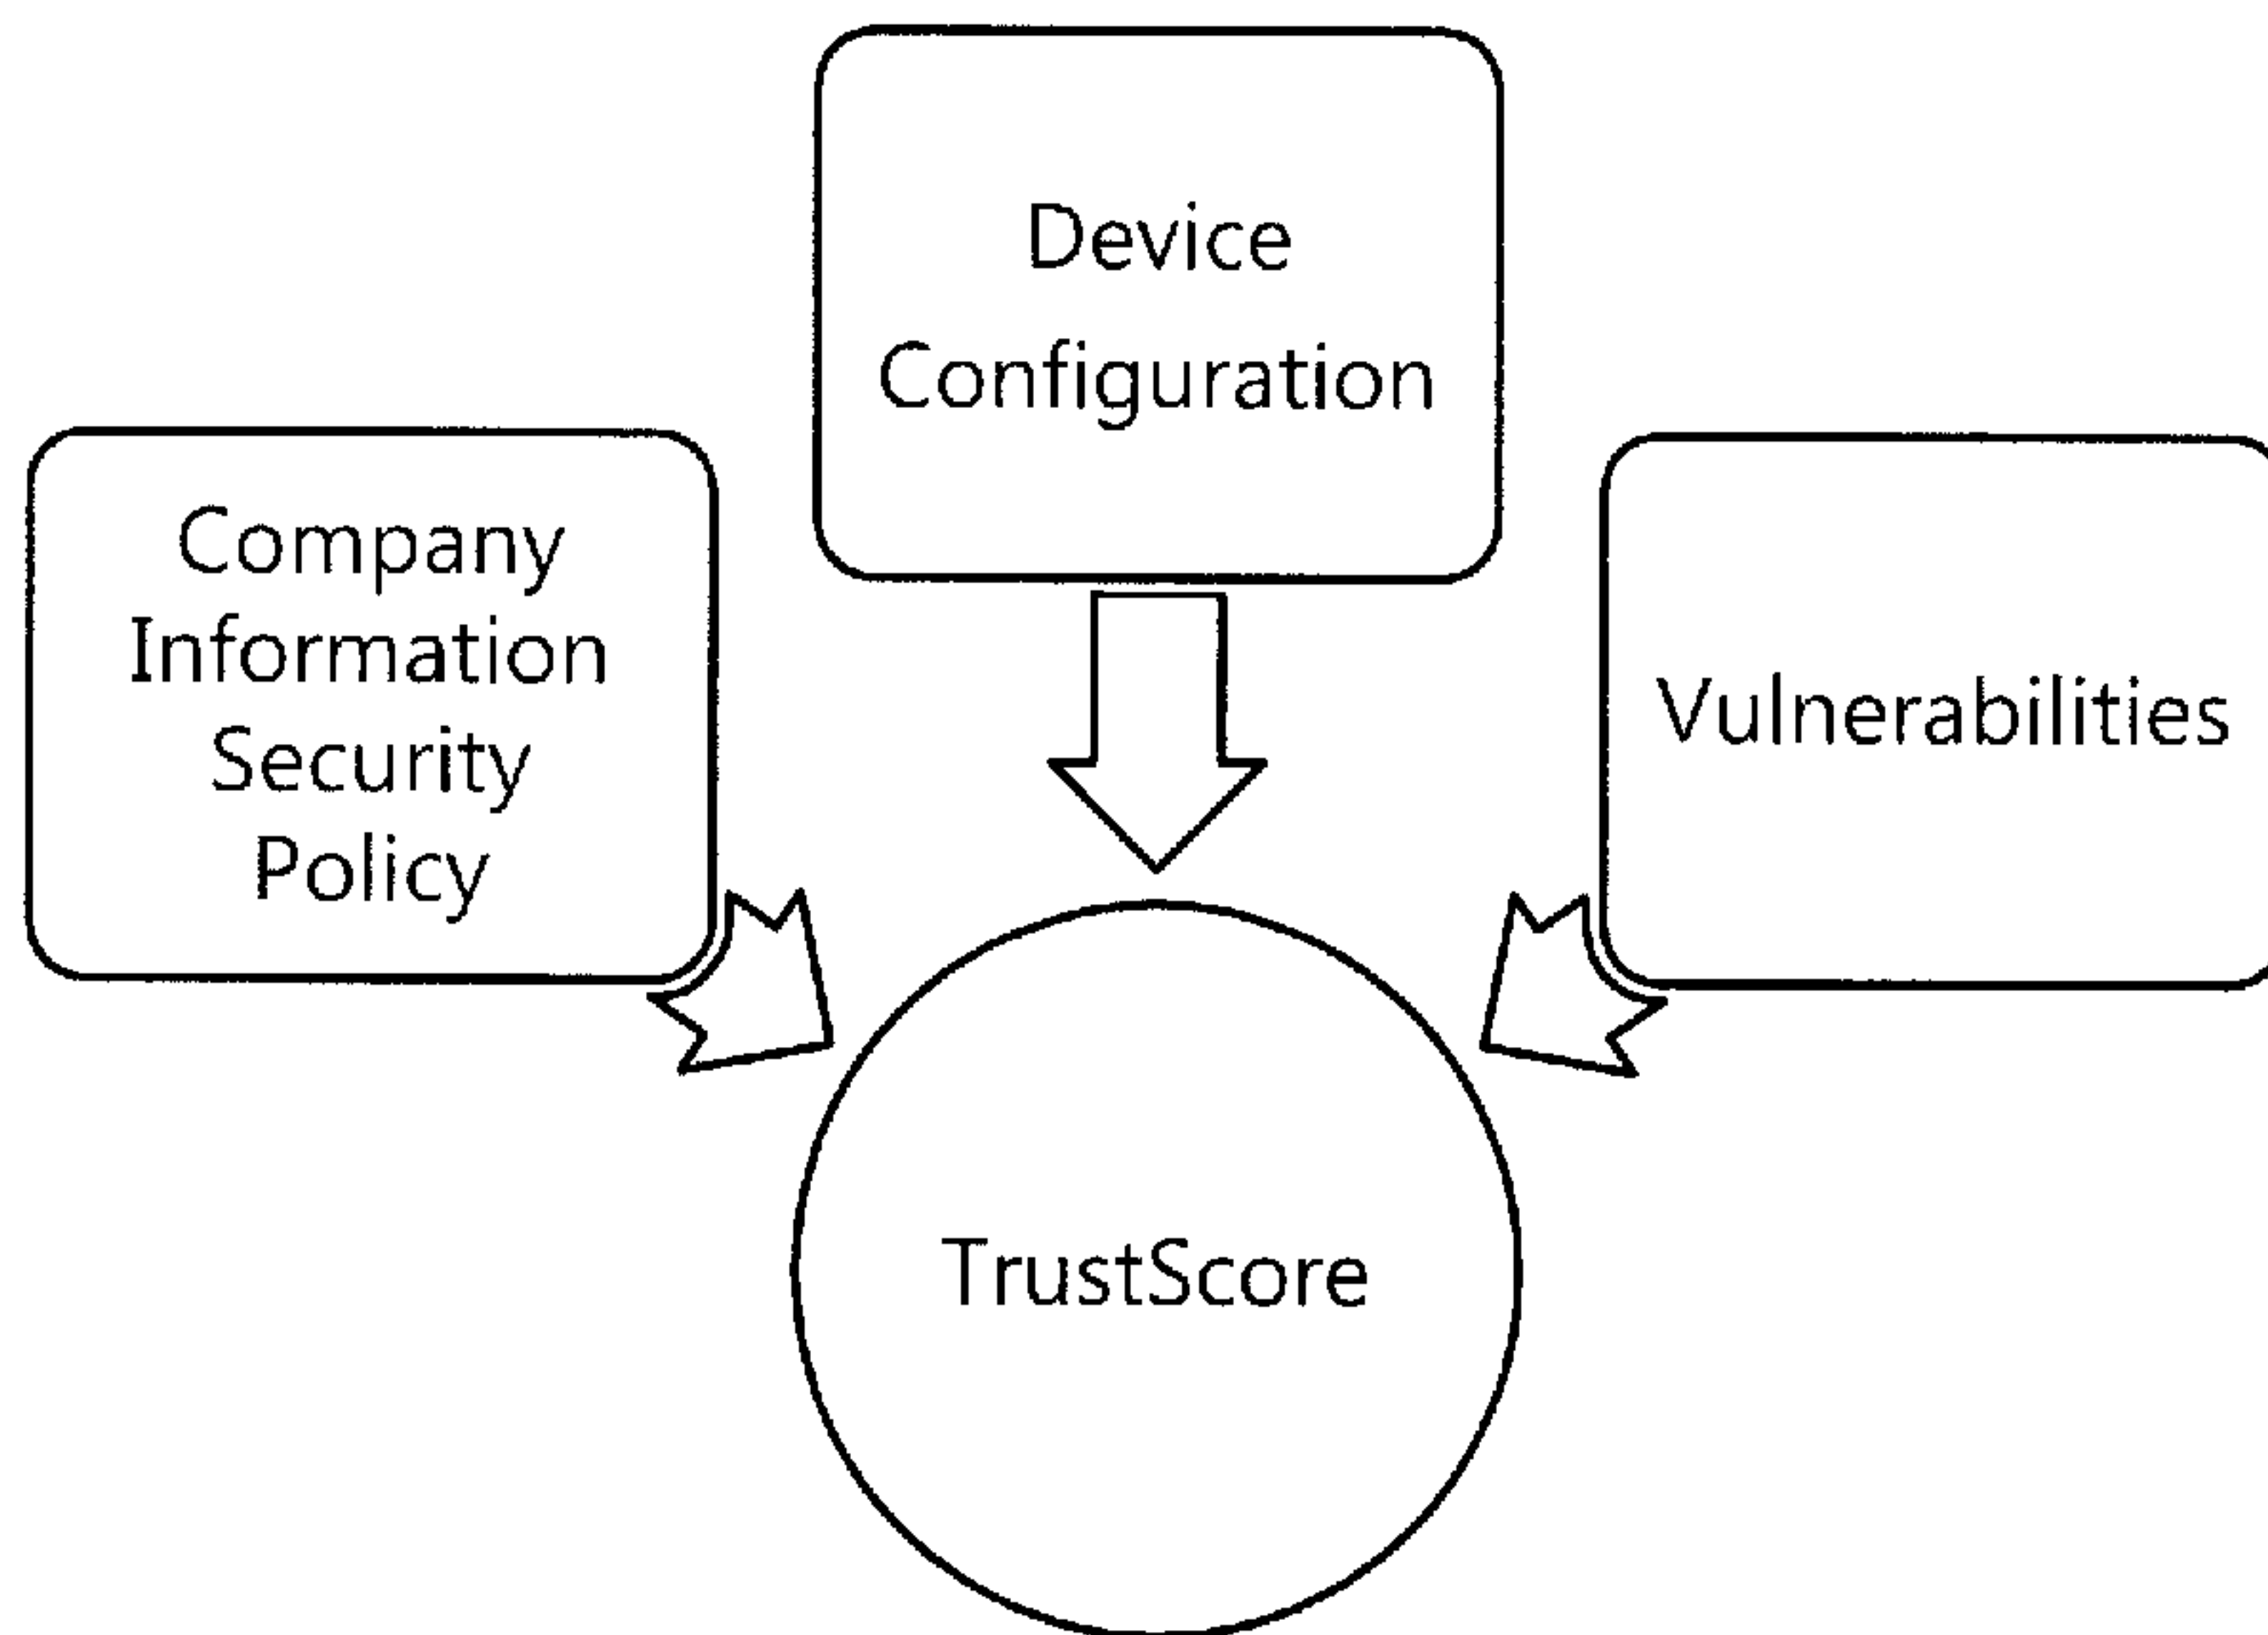 Device
Configuration
Company
Information
Security
Policy
Vulnerabilities
TrustScore